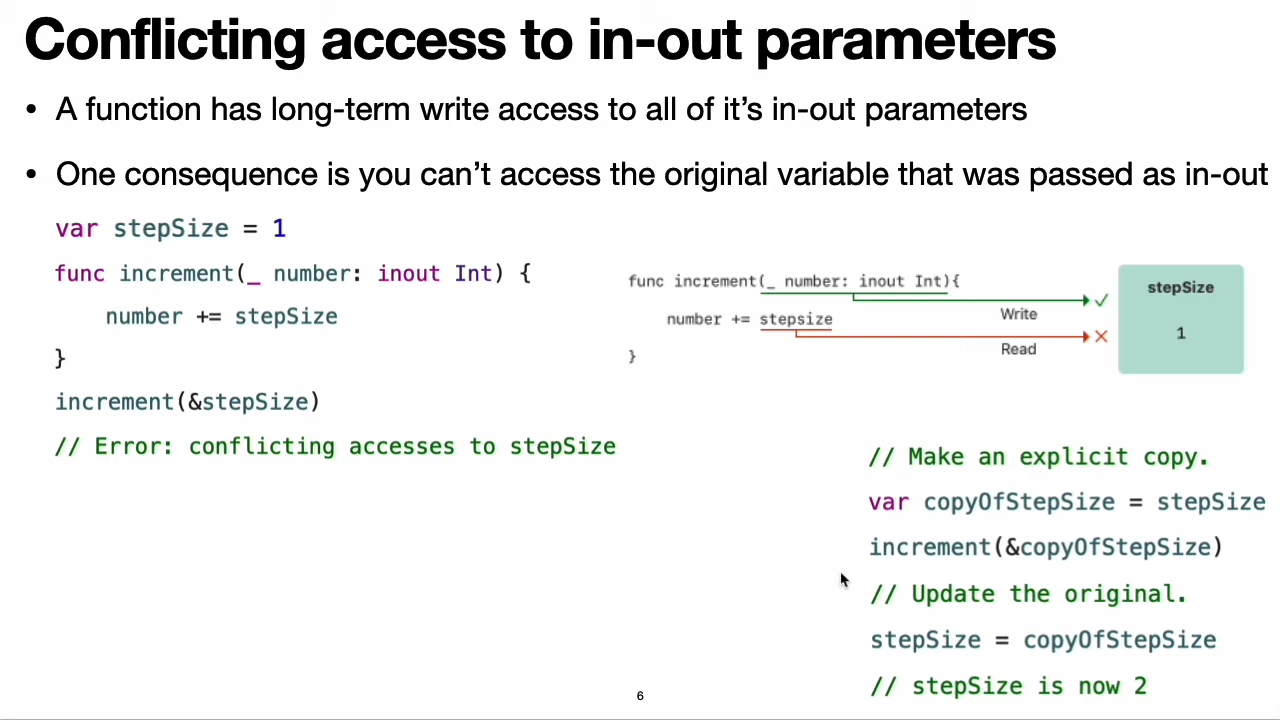 Conflicting access to in-out parameters
• A function has long-term write access to all of it’s in-out parameters
• One consequence is you can’t access the original variable that was passed as in-out
var stepSize = 1
func increment(_ number: inout Int) {
number += stepSize
}
increment(&stepSize)
// Error: conflicting accesses to stepSize
func increment(_ number: inout Int){
number += stepsize
}
Write
Read
stepSize
1
// Make an explicit copy.
var copyOfStepSize = stepSize
increment(&copyOfStepSize)
// Update the original.
stepSize = copyOfStepSize
// stepSize is now 2
6